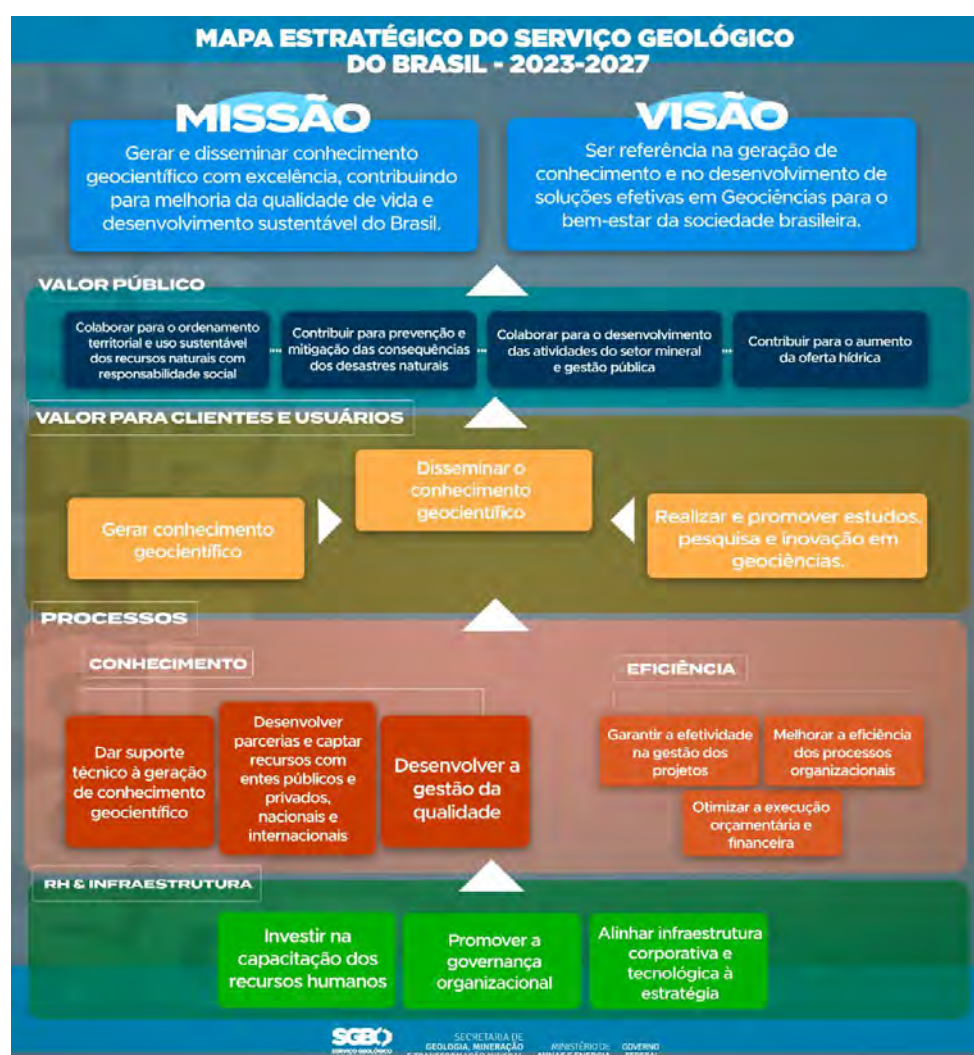 MAPA ESTRATÉGICO DO SERVIÇO GEOLÓGICO
DO BRASIL - 2023-2027
MISSÃO
Gerar e disseminar conhecimento
geocientífico com excelência, contribuindo
para melhoria da qualidade de vida e
desenvolvimento sustentável do Brasil.
VISÃO
Ser referência na geração de
conhecimento e no desenvolvimento de
soluções efetivas em Geociências para o
bem-estar da sociedade brasileira.
VALOR PÚBLICO
Colaborar para o ordenamento
territorial e uso sustentável
dos recursos naturais com
responsabilidade social
Contribuir para prevenção e
mitigação das consequências
dos desastres naturais
Colaborar para o desenvolvimento
das atividades do setor mineral
e gestão pública
Contribuir para o aumento
da oferta hídrica
VALOR PARA CLIENTES E USUÁRIOS
Gerar conhecimento
geocientífico
Disseminar o
conhecimento
geocientífico
Realizar e promover estudos,
pesquisa e inovação em
geociências.
PROCESSOS
CONHECIMENTO
Dar suporte
técnico à geração
de conhecimento
geocientífico
Desenvolver
parcerias e captar
recursos com
entes públicos e
privados,
nacionais e
internacionais
Desenvolver a
gestão da
qualidade
EFICIÊNCIA
Garantir a efetividade
na gestão dos
projetos
Melhorar a eficiência
dos processos
organizacionais
Otimizar a execução
orçamentária e
financeira
RH & INFRAESTRUTURA
Investir na
capacitação dos
recursos humanos
Promover a
governança
organizacional
Alinhar infraestrutura
corporativa e
tecnológica à
estratégia
SGB
SECRETARIA DE
GEOLOGIA, MINERAÇÃO
MINISTÉRIO DE
GOVERNO